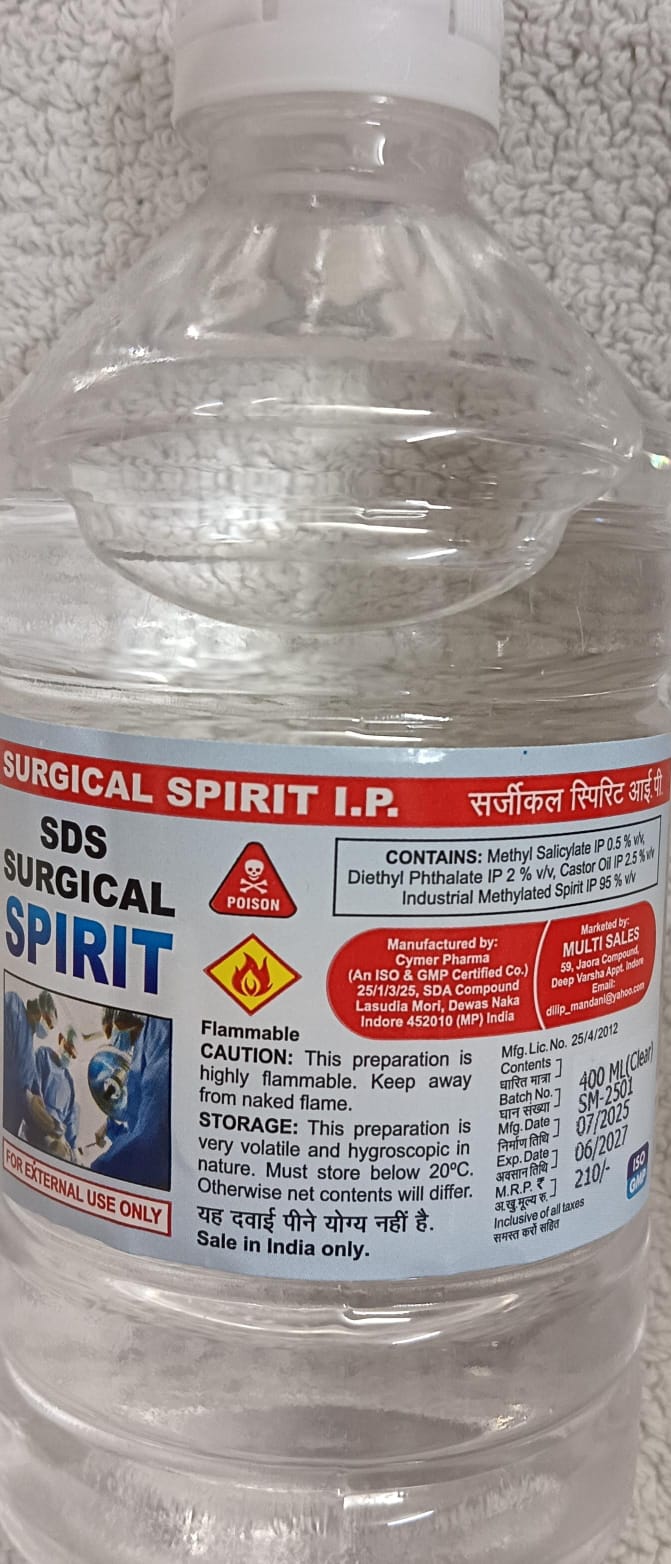 SURGICAL SPIRIT I.P.
सर्जीकल स्पिरिट आई.पी.
SDS
SURGICAL
SPIRIT
FOR EXTERNAL USE ONLY
POISON
Flammable
CAUTION: This preparation is
highly flammable. Keep away
from naked flame.
STORAGE: This preparation is
very volatile and hygroscopic in
nature. Must store below 20ºC.
Otherwise net contents will differ.
यह दवाई पीने योग्य नहीं है.
Sale in India only.
CONTAINS: Methyl Salicylate IP 0.5 % v/v,
Diethyl Phthalate IP 2 % v/v, Castor Oil IP 2.5 % v/v
Industrial Methylated Spirit IP 95 % v/v
Manufactured by:
Cymer Pharma
(An ISO & GMP Certified Co.)
25/1/3/25, SDA Compound
Lasudia Mori, Dewas Naka
Indore 452010 (MP) India
Marketed by:
MULTI SALES
59, Jaora Compound,
Deep Varsha Appt. Indore
Email:
dilip_mandani@yahoo.com
Mfg. Lic. No. 25/4/2012
Contents
धारित मात्रा
400 ML(Clear)
Batch No.
घान संख्या
SM-2501
Mfg. Date
निर्माण तिथि
07/2025
Exp. Date
अवसान तिथि
06/2027
M.R.P. ₹
अ.खु.मूल्य रु.
210/-
Inclusive of all taxes
समस्त करों सहित
ISO
GMP